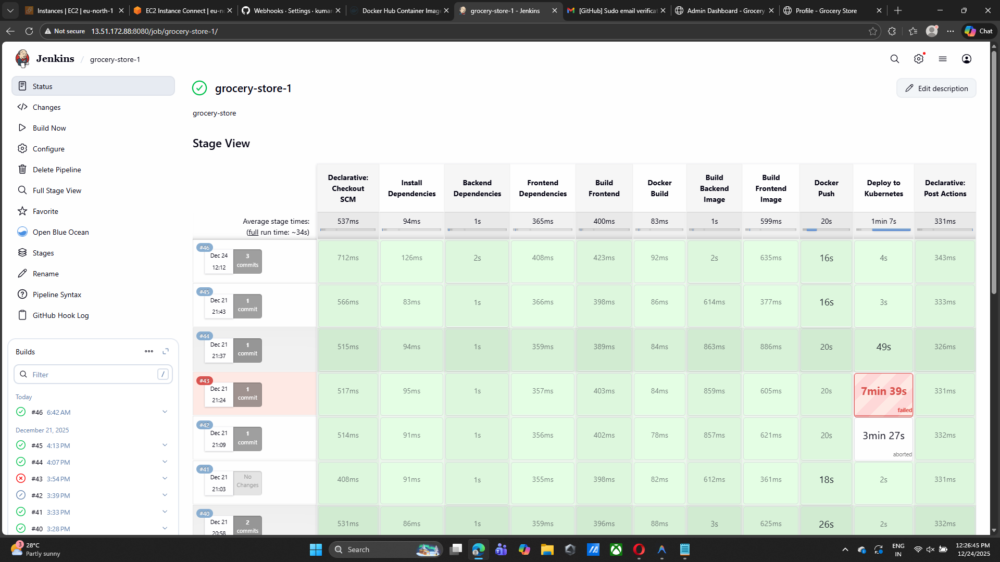 Instances | EC2 | eu-north-1
EC2 Instance Connect | eu-n
Webhooks · Settings · kumar
Docker Hub Container Imag
grocery-store-1 - Jenkins
[GitHub] Sudo email verifica
Admin Dashboard - Grocery
Profile - Grocery Store
Not secure 13.51.172.88:8080/job/grocery-store-1/
Chat
Jenkins / grocery-store-1
Status
Changes
Build Now
Configure
Delete Pipeline
Full Stage View
Favorite
Open Blue Ocean
Stages
Rename
Pipeline Syntax
GitHub Hook Log
Builds
Filter /
Today
#46 6:42 AM
December 21, 2025
#45 4:13 PM
#44 4:07 PM
#43 3:54 PM
#42 3:39 PM
#41 3:33 PM
#40 3:28 PM
grocery-store-1
Edit description
grocery-store
Stage View
Declarative: Checkout SCM
Install Dependencies
Backend Dependencies
Frontend Dependencies
Build Frontend
Docker Build
Build Backend Image
Build Frontend Image
Docker Push
Deploy to Kubernetes
Declarative: Post Actions
Average stage times:
(full run time: ~34s)
537ms 94ms 1s 365ms 400ms 83ms 1s 599ms 20s 1min 7s 331ms
#46
Dec 24
12:12
3 commits
712ms 126ms 2s 408ms 423ms 92ms 2s 635ms 16s 4s 343ms
#45
Dec 21
21:43
1 commit
566ms 83ms 1s 366ms 398ms 86ms 614ms 377ms 16s 3s 333ms
#44
Dec 21
21:37
1 commit
515ms 94ms 1s 359ms 389ms 84ms 863ms 886ms 20s 49s 326ms
#43
Dec 21
21:24
1 commit
517ms 95ms 1s 357ms 403ms 84ms 859ms 605ms 20s 7min 39s 331ms
failed
#42
Dec 21
21:09
1 commit
514ms 91ms 1s 356ms 402ms 78ms 857ms 621ms 20s 3min 27s 332ms
aborted
#41
Dec 21
21:03
No Changes
408ms 91ms 1s 355ms 398ms 82ms 612ms 361ms 18s 2s 331ms
#40
Dec 21
20:58
2 commits
531ms 86ms 1s 359ms 396ms 88ms 3s 625ms 26s 2s 332ms
3
28°C
Partly sunny
Search
ENG
IN
12:26:45 PM
12/24/2025